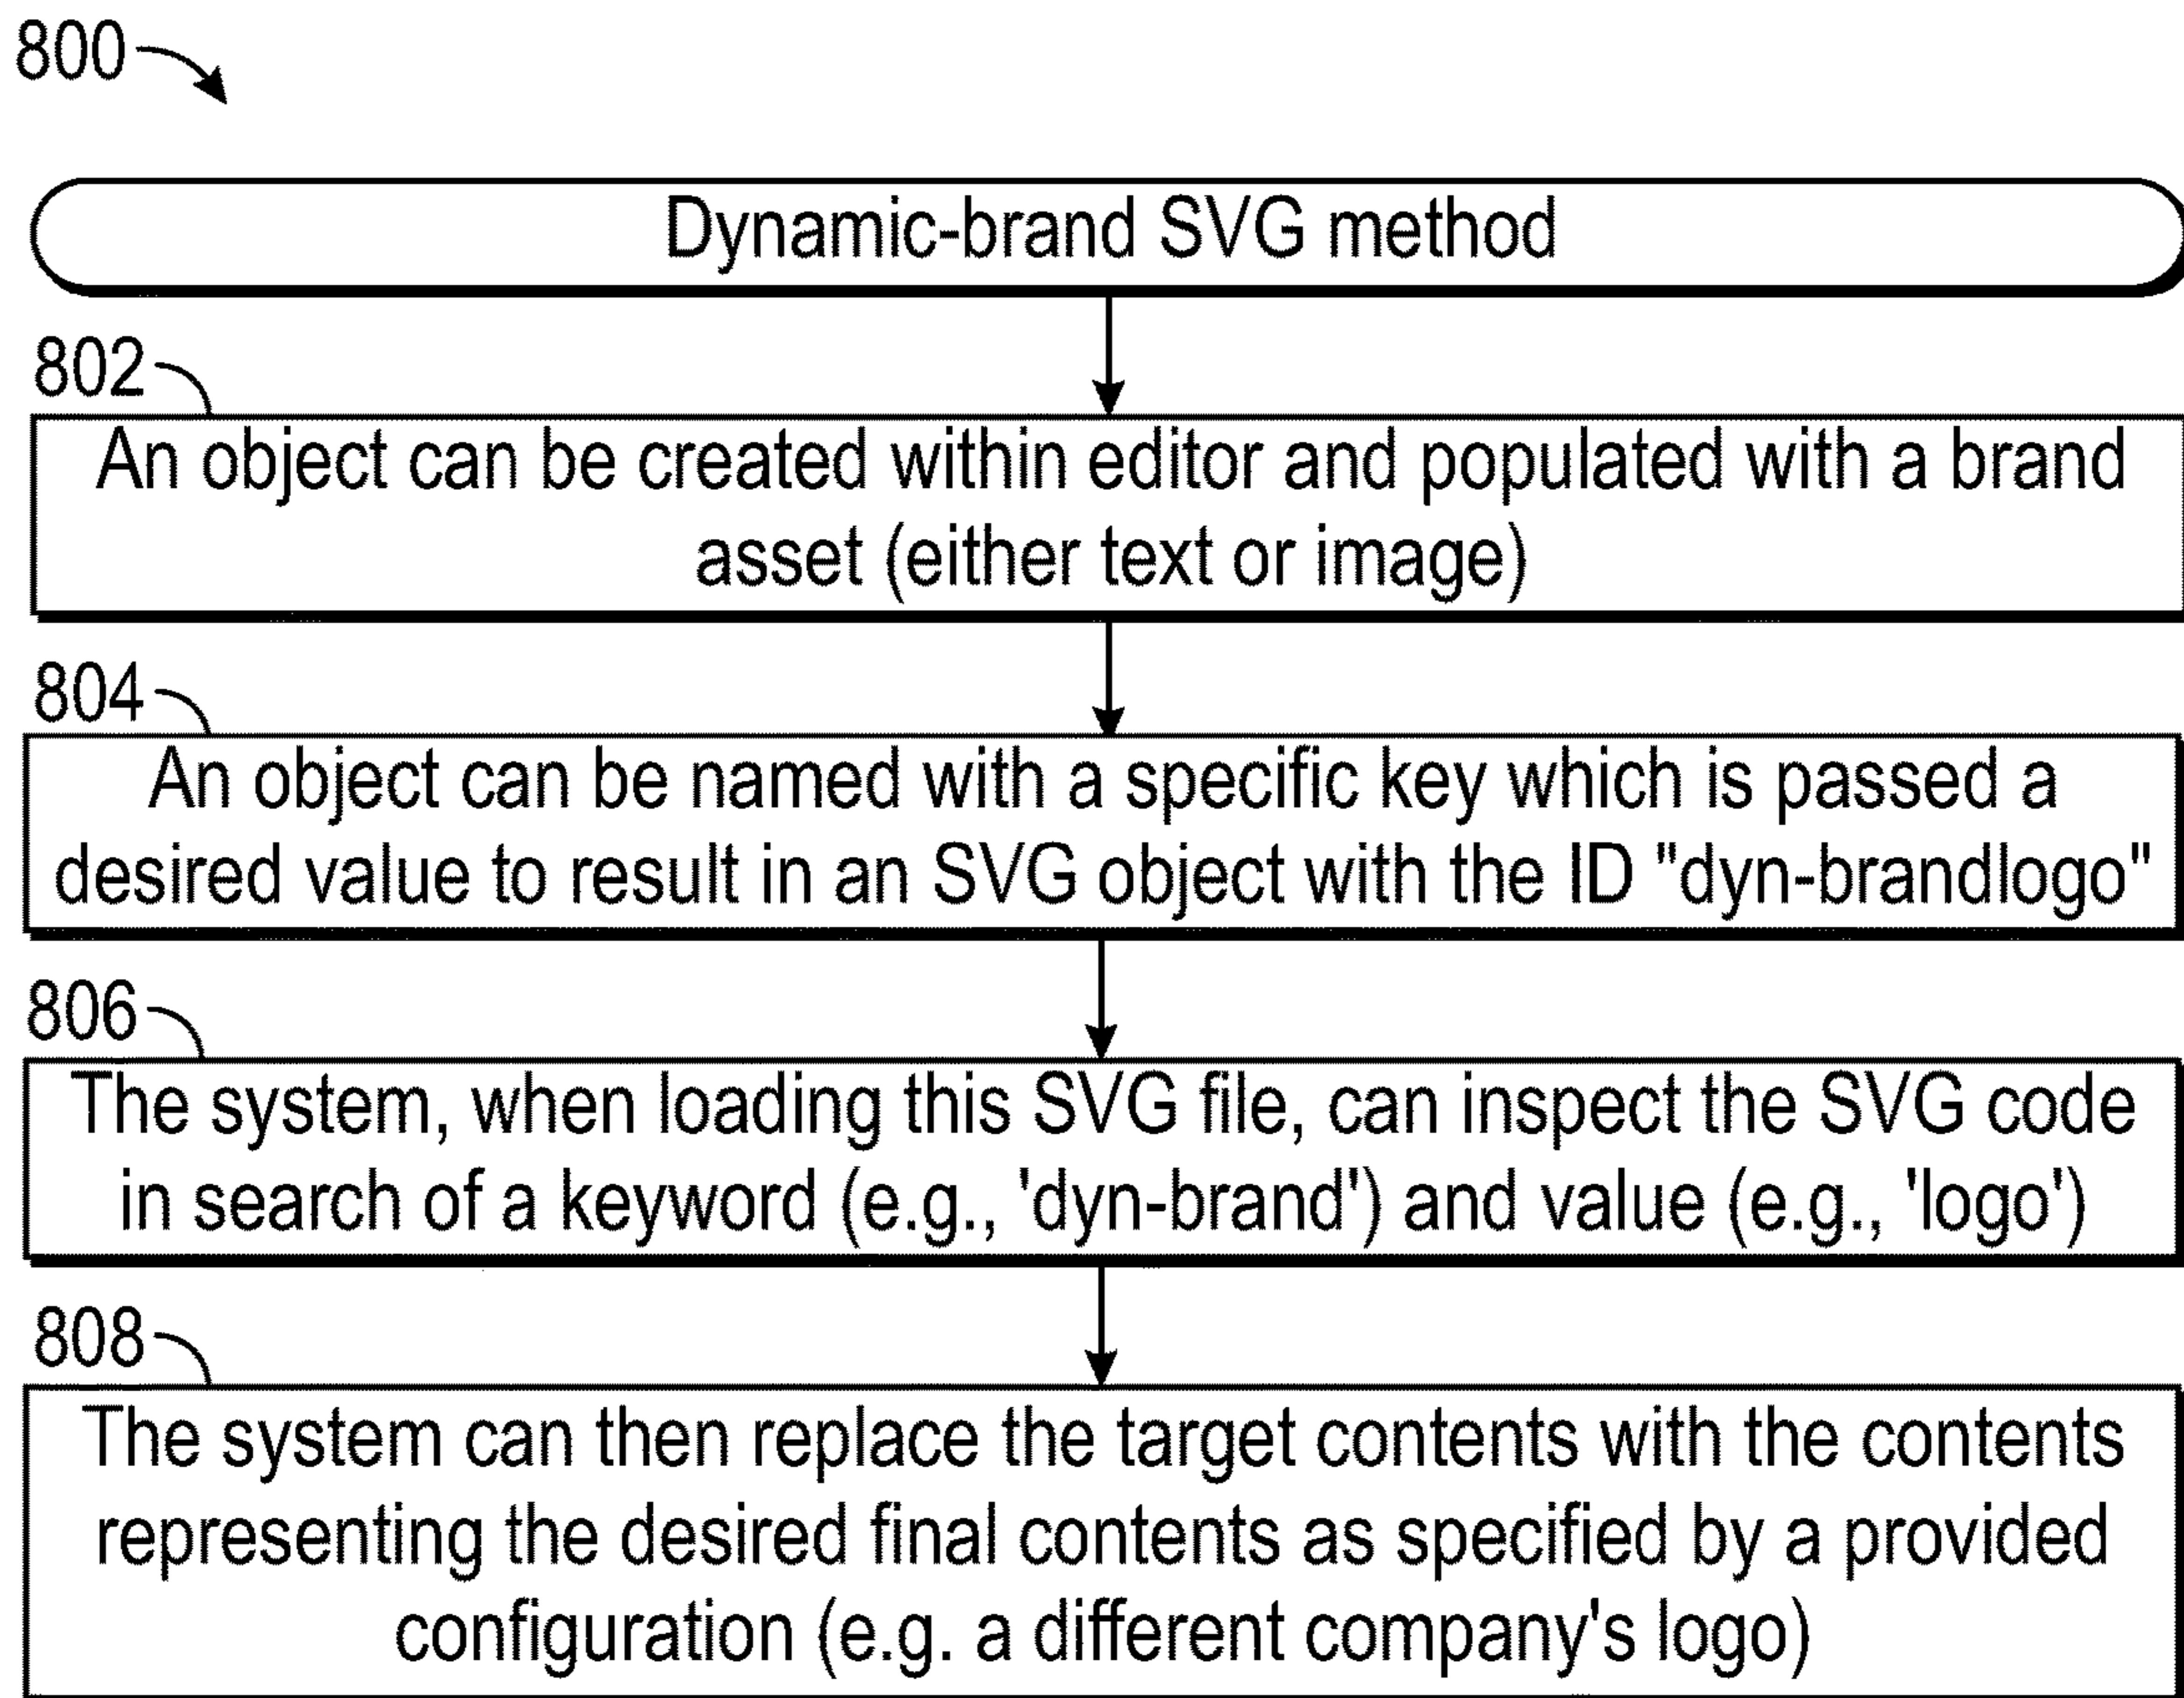 800
Dynamic-brand SVG method
802
An object can be created within editor and populated with a brand
asset (either text or image)
804
An object can be named with a specific key which is passed a
desired value to result in an SVG object with the ID "dyn-brandlogo"
806
The system, when loading this SVG file, can inspect the SVG code
in search of a keyword (e.g., 'dyn-brand') and value (e.g., 'logo')
808
The system can then replace the target contents with the contents
representing the desired final contents as specified by a provided
configuration (e.g. a different company's logo)